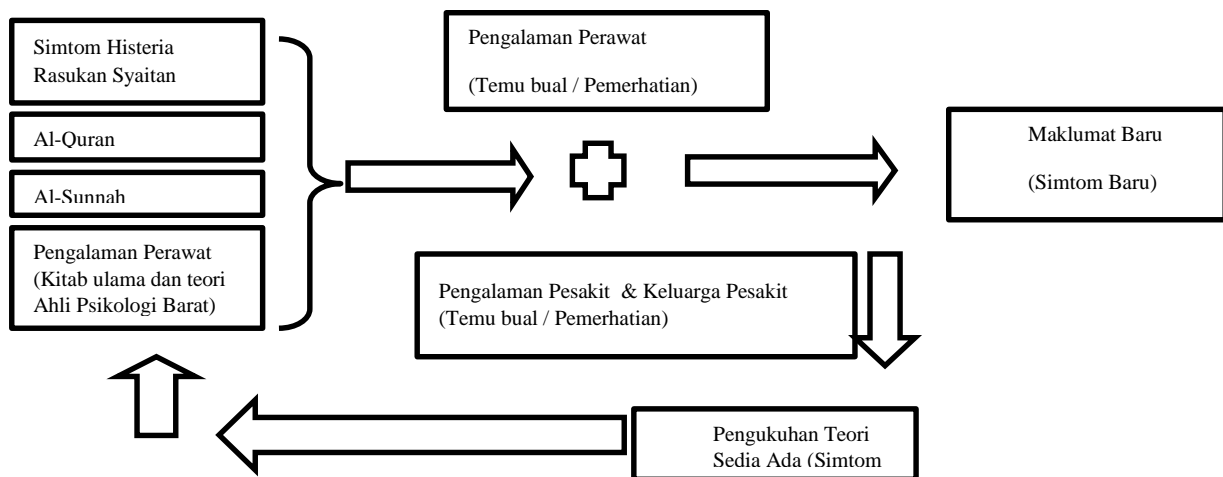 Simtom Histeria
Rasukan Syaitan
Al-Quran
Al-Sunnah
Pengalaman Perawat
(Kitab ulama dan teori
Ahli Psikologi Barat)
Pengalaman Perawat
(Temu bual / Pemerhatian)
Pengalaman Pesakit & Keluarga Pesakit
(Temu bual / Pemerhatian)
Maklumat Baru
(Simtom Baru)
Pengukuhan Teori
Sedia Ada (Simtom